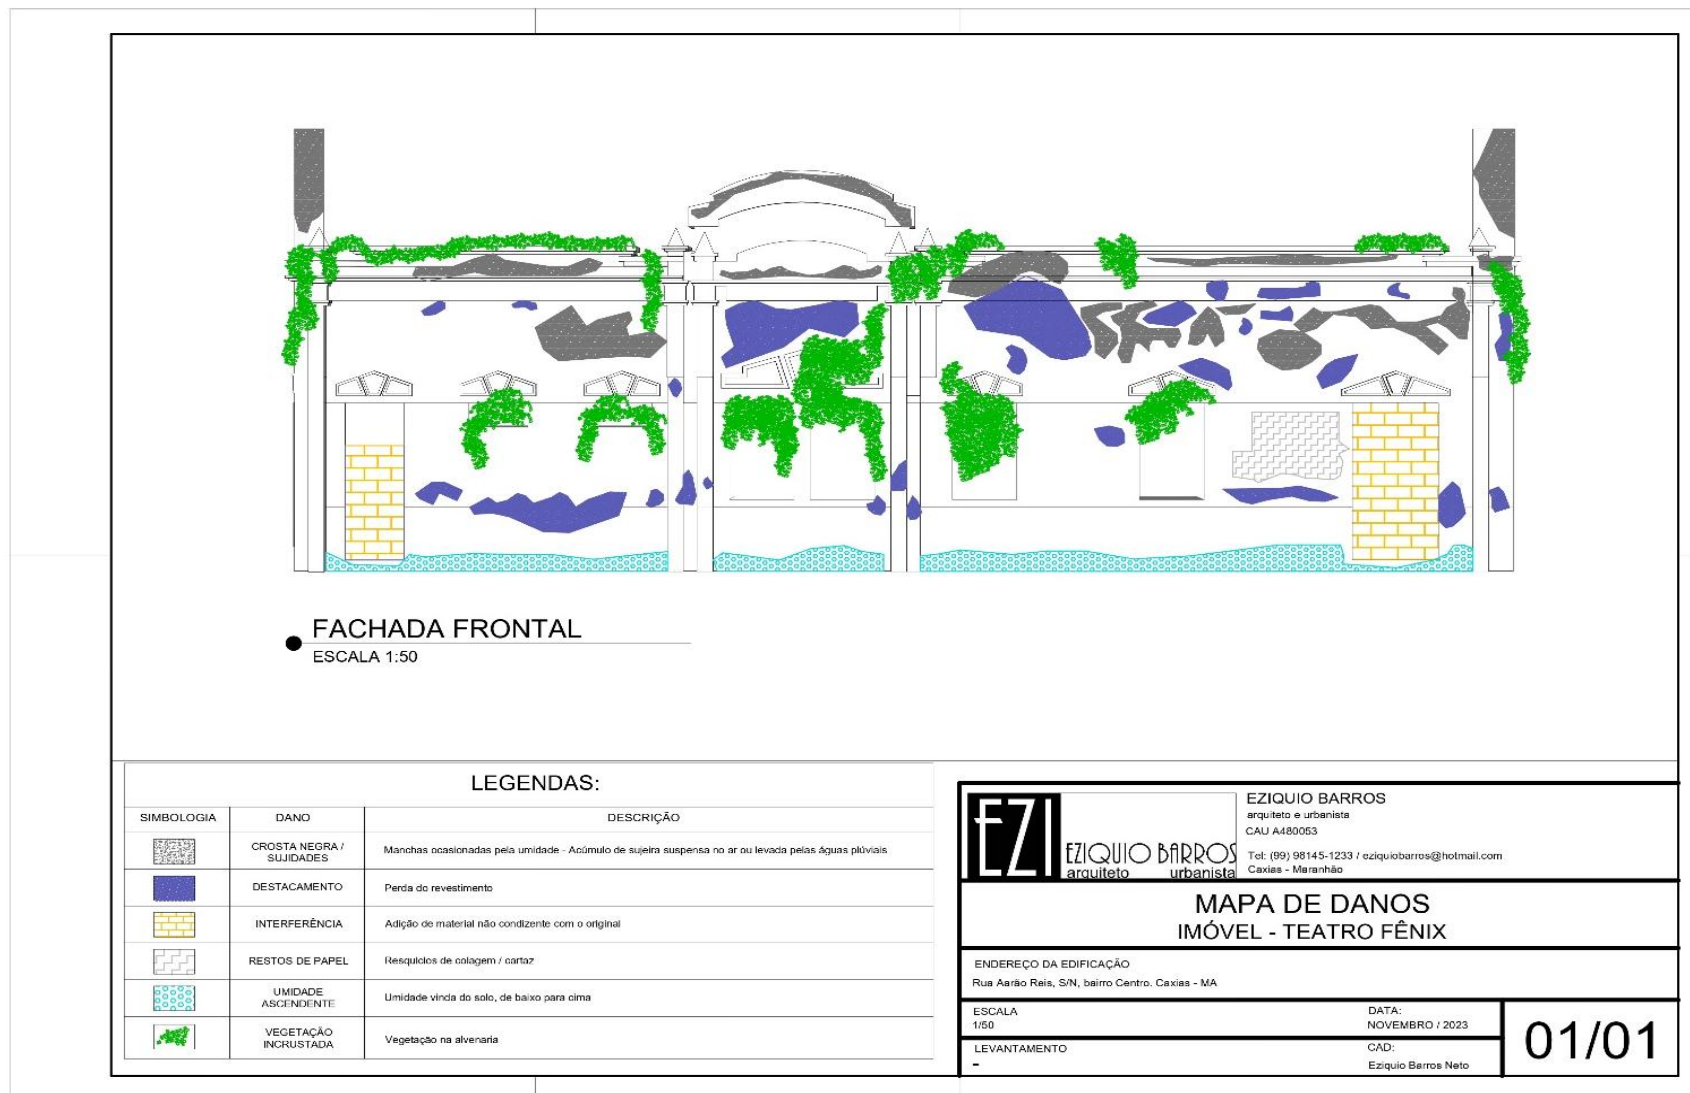 FACHADA FRONTAL
ESCALA 1:50
LEGENDAS:
SIMBOLOGIA
DANO
DESCRIÇÃO
CROSTA NEGRA /
SUJIDADES
Manchas ocasionadas pela umidade - Acúmulo de sujeira suspensa no ar ou levada pelas águas plúviais
DESTACAMENTO
Perda do revestimento
INTERFERÊNCIA
Adição de material não condizente com o original
RESTOS DE PAPEL
Resquícios de colagem / cartaz
UMIDADE
ASCENDENTE
Umidade vinda do solo, de baixo para cima
VEGETAÇÃO
INCRUSTADA
Vegetação na alvenaria
EZI
EZIQUIO BARROS
arquiteto urbanista
EZIQUIO BARROS
arquiteto e urbanista
CAU A480053
Tel: (99) 98145-1233 / eziquiobarros@hotmail.com
Caxias - Maranhão
MAPA DE DANOS
IMÓVEL - TEATRO FÊNIX
ENDEREÇO DA EDIFICAÇÃO
Rua Aarão Reis, S/N, bairro Centro. Caxias - MA
ESCALA
1/50
DATA:
NOVEMBRO / 2023
LEVANTAMENTO
-
CAD:
Eziquio Barros Neto
01/01